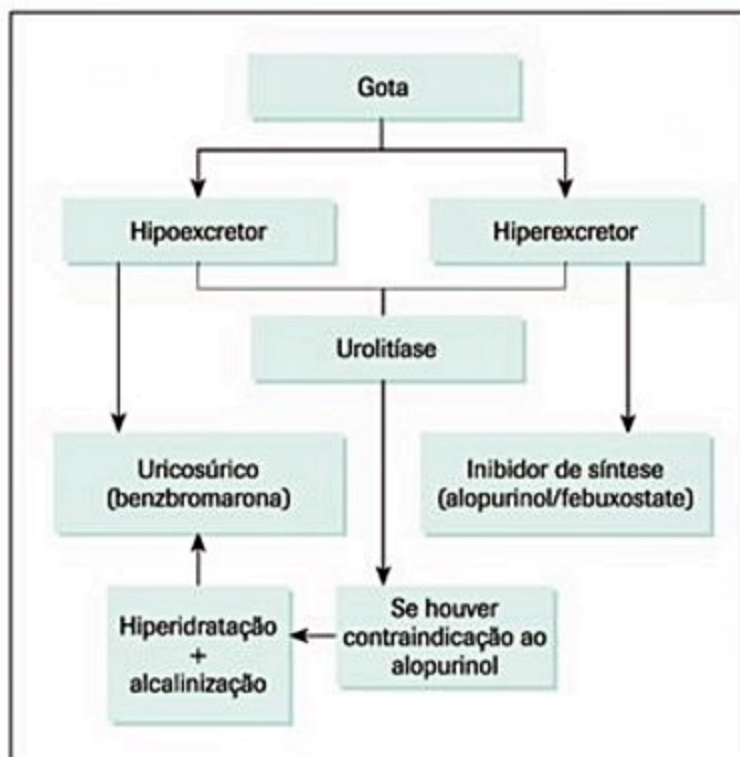 Gota
Hipoexcretor
Hiperexcretor
Urolitíase
Uricosúrico
(benzbromarona)
Inibidor de síntese
(alopurinol/febuxostate)
Hiperidratação
+
alcalinização
Se houver
contraindicação ao
alopurinol